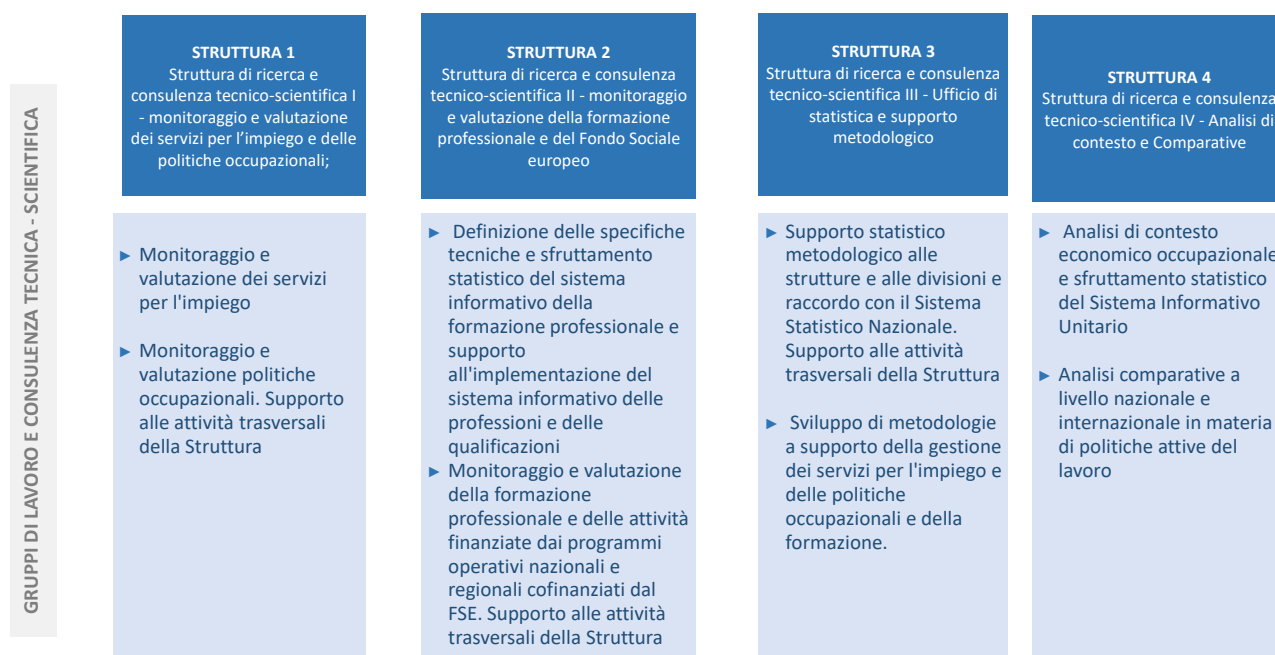 GRUPPI DI LAVORO E CONSULENZA TECNICA - SCIENTIFICA
STRUTTURA 1
Struttura di ricerca e
consulenza tecnico-scientifica I
- monitoraggio e valutazione
dei servizi per l’impiego e delle
politiche occupazionali;
► Monitoraggio e
valutazione dei servizi
per l'impiego
► Monitoraggio e
valutazione politiche
occupazionali. Supporto
alle attività trasversali
della Struttura
STRUTTURA 2
Struttura di ricerca e consulenza
tecnico-scientifica II - monitoraggio
e valutazione della formazione
professionale e del Fondo Sociale
europeo
► Definizione delle specifiche
tecniche e sfruttamento
statistico del sistema
informativo della
formazione professionale e
supporto
all'implementazione del
sistema informativo delle
professioni e delle
qualificazioni
► Monitoraggio e valutazione
della formazione
professionale e delle attività
finanziate dai programmi
operativi nazionali e
regionali cofinanziati dal
FSE. Supporto alle attività
trasversali della Struttura
STRUTTURA 3
Struttura di ricerca e consulenza
tecnico-scientifica III - Ufficio di
statistica e supporto
metodologico
► Supporto statistico
metodologico alle
strutture e alle divisioni e
raccordo con il Sistema
Statistico Nazionale.
Supporto alle attività
trasversali della Struttura
► Sviluppo di metodologie
a supporto della gestione
dei servizi per l'impiego e
delle politiche
occupazionali e della
formazione.
STRUTTURA 4
Struttura di ricerca e consulenza
tecnico-scientifica IV - Analisi di
contesto e Comparative
► Analisi di contesto
economico occupazionale
e sfruttamento statistico
del Sistema Informativo
Unitario
► Analisi comparative a
livello nazionale e
internazionale in materia
di politiche attive del
lavoro